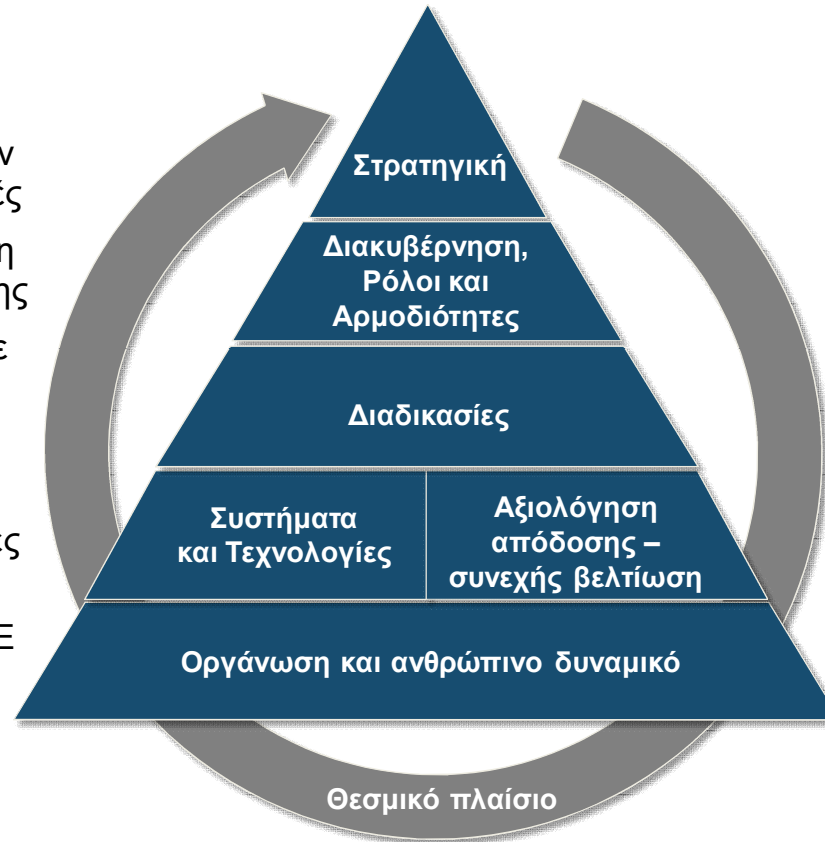 Στρατηγική
Διακυβέρνηση,
Ρόλοι και
Αρμοδιότητες
Διαδικασίες
Συστήματα
και Τεχνολογίες
Αξιολόγηση
απόδοσης –
συνεχής βελτίωση
Οργάνωση και ανθρώπινο δυναμικό
Θεσμικό πλαίσιο